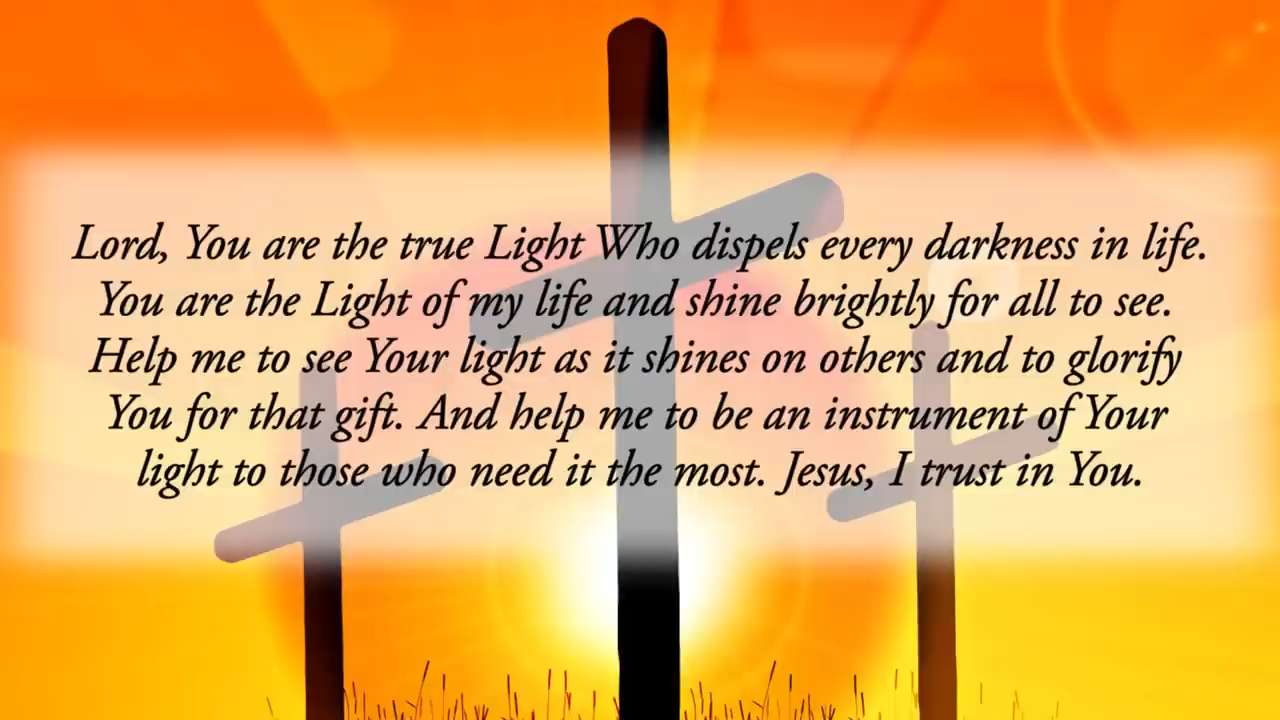 Lord, You are the true Light Who dispels every darkness in life.
You are the Light of my life and shine brightly for all to see.
Help me to see Your light as it shines on others and to glorify
You for that gift. And help me to be an instrument of Your
light to those who need it the most. Jesus, I trust in You.